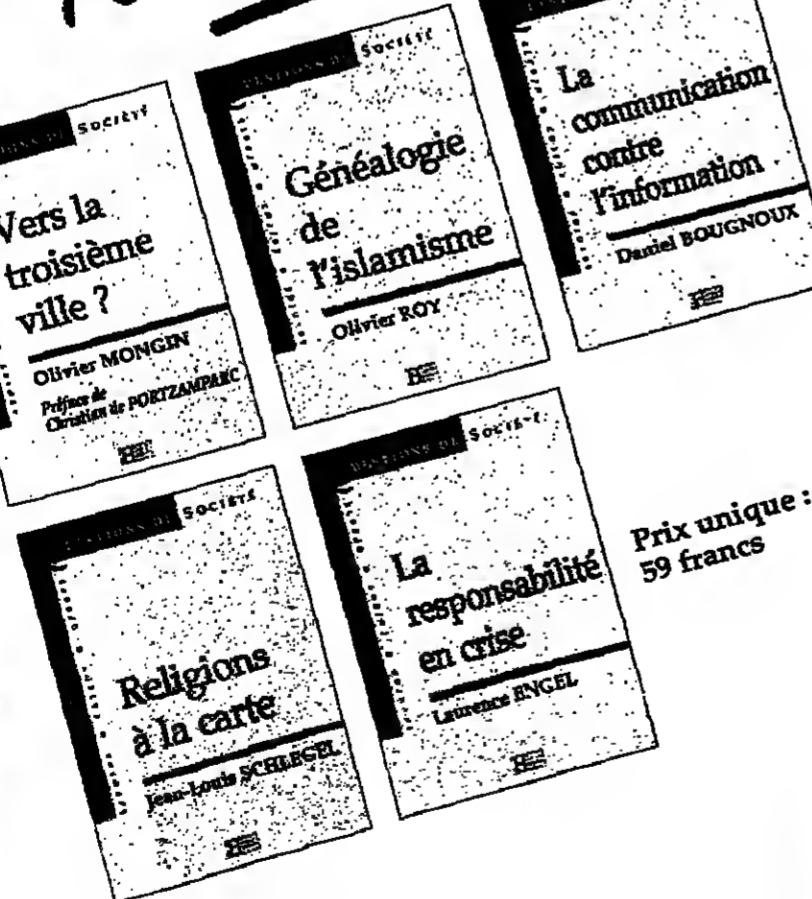 SOCIÉTÉ
Vers la
troisième
ville ?
Olivier MONGIN
Préface de
Christian de PORTZAMPARC
SOCIÉTÉ
Généalogie
de
l'islamisme
Olivier ROY
La
communication
contre
l'information
Daniel BOUGNOUX
SOCIÉTÉ
Religions
à la carte
Jean-Louis SCHLEGEL
SOCIÉTÉ
La
responsabilité
en crise
Laurence ENGEL
Prix unique :
59 francs